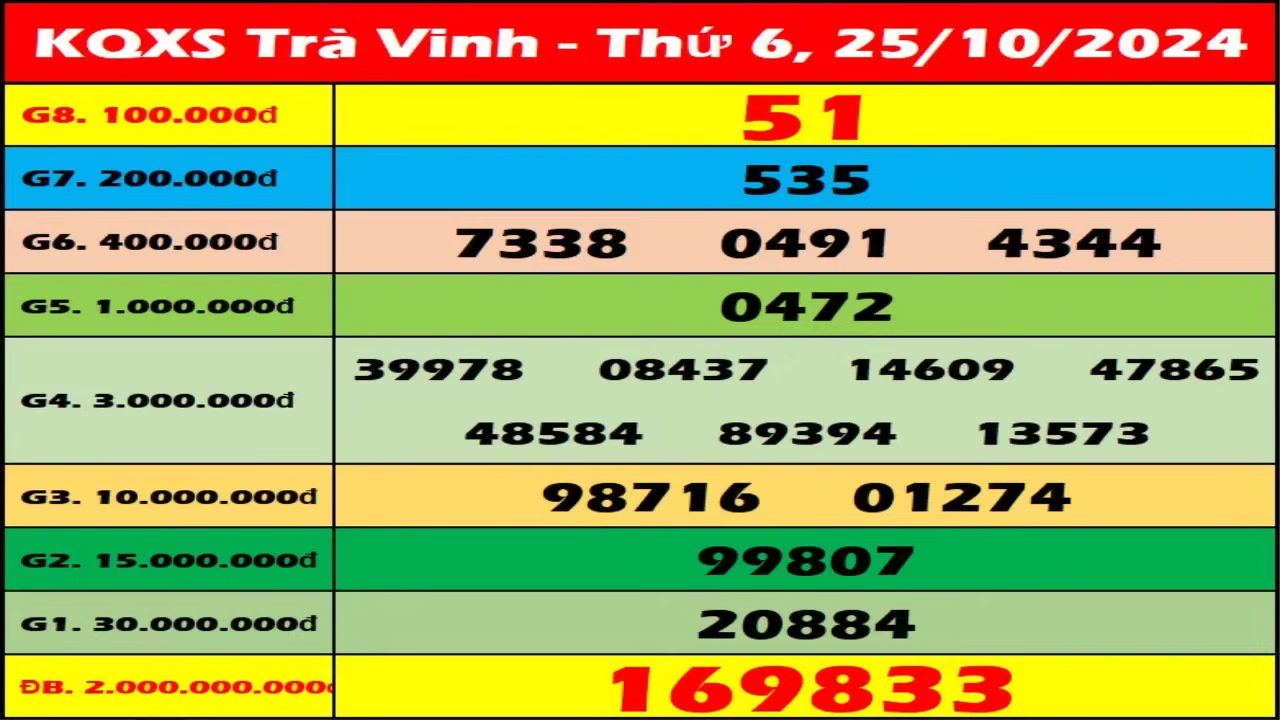 KQXS Trà Vinh - Thứ 6, 25/10/2024
G8. 100.000đ 51
G7. 200.000đ 535
G6. 400.000đ 7338 0491 4344
G5. 1.000.000đ 0472
39978 08437 14609 47865
G4. 3.000.000đ
48584 89394 13573
G3. 10.000.000đ 98716 01274
G2. 15.000.000đ 99807
G1. 30.000.000đ 20884
ĐB. 2.000.000.000đ 169833